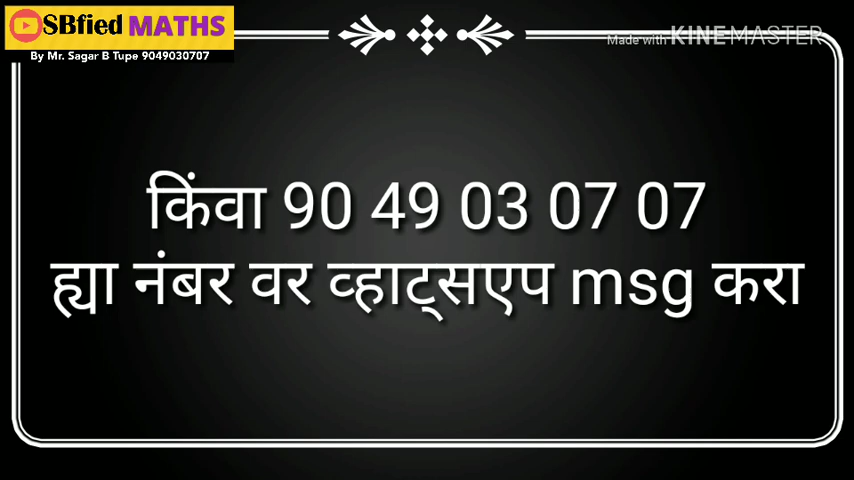 SBfied MATHS
By Mr. Sagar B Tupe 9049030707
Made with KINEMASTER
किंवा 90 49 03 07 07
ह्या नंबर वर व्हाट्सएप msg करा